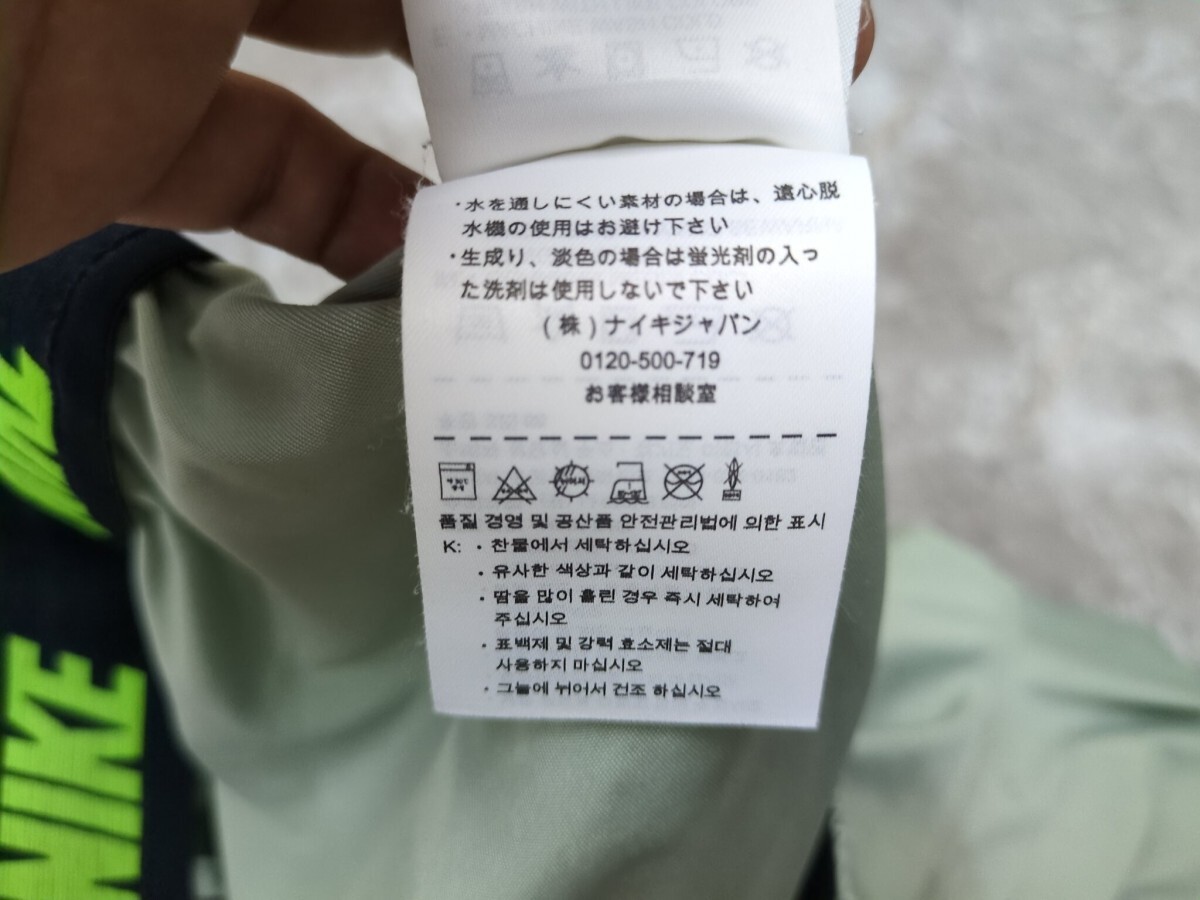 ・水を通しにくい素材の場合は、遠心脱
水機の使用はお避け下さい
・生成り、淡色の場合は蛍光剤の入っ
た洗剤は使用しないで下さい
(株)ナイキジャパン
0120-500-719
お客様相談室
품질 경영 및 공산품 안전관리법에 의한 표시
K: · 찬물에서 세탁하십시오
· 유사한 색상과 같이 세탁하십시오
· 땀을 많이 흘린 경우 즉시 세탁하여
주십시오
· 표백제 및 강력 효소제는 절대
사용하지 마십시오
· 그늘에 뉘어서 건조 하십시오
NIKE